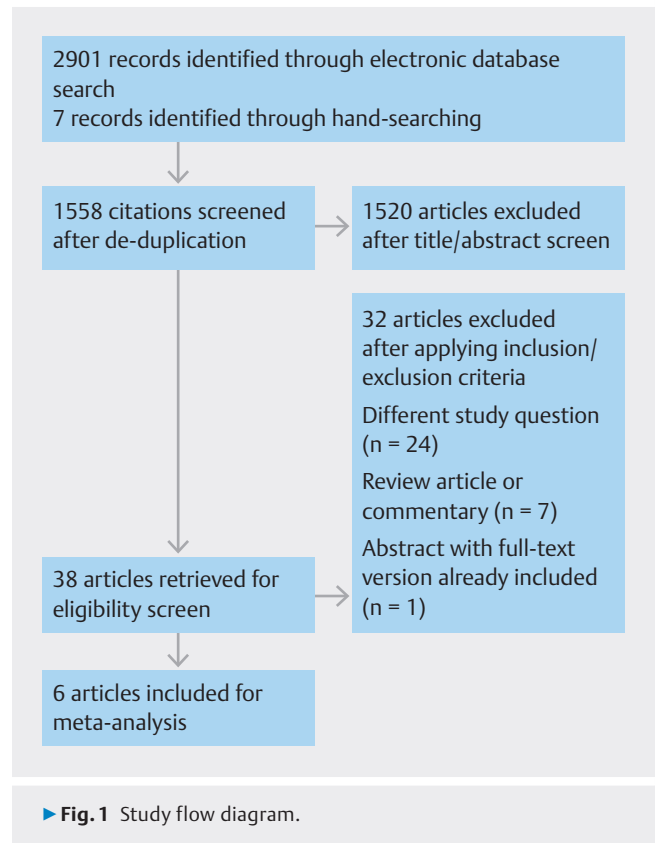 2901 records identified through electronic database
search
7 records identified through hand-searching
1558 citations screened
after de-duplication
1520 articles excluded
after title/abstract screen
32 articles excluded
after applying inclusion/
exclusion criteria
Different study question
(n = 24)
Review article or
commentary (n = 7)
Abstract with full-text
version already included
(n = 1)
38 articles retrieved for
eligibility screen
6 articles included for
meta-analysis
▶ Fig. 1 Study flow diagram.